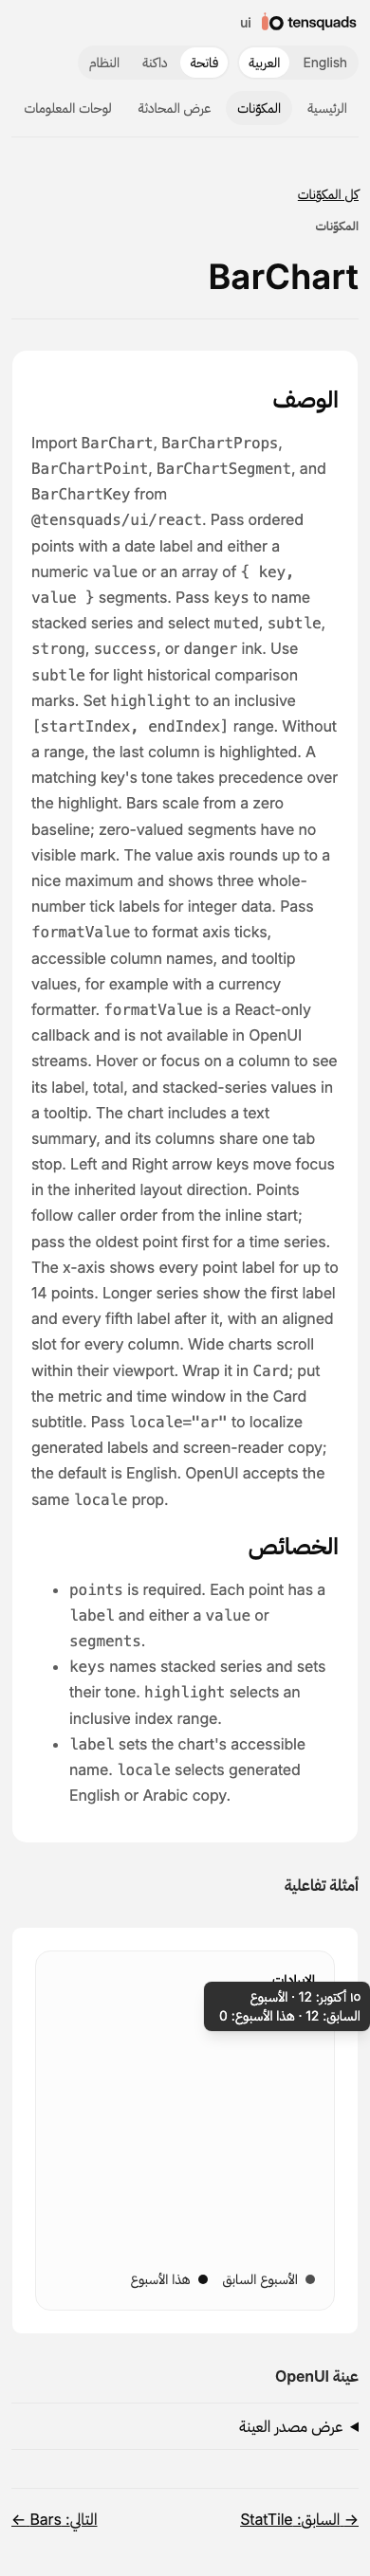 tensquads ui
English العربية فاتحة داكنة النظام
الرئيسية المكوّنات عرض المحادثة لوحات المعلومات
كل المكوّنات
المكوّنات
BarChart
الوصف
Import BarChart, BarChartProps,
BarChartPoint, BarChartSegment, and
BarChartKey from
@tensquads/ui/react. Pass ordered
points with a date label and either a
numeric value or an array of { key,
value } segments. Pass keys to name
stacked series and select muted, subtle,
strong, success, or danger ink. Use
subtle for light historical comparison
marks. Set highlight to an inclusive
[startIndex, endIndex] range. Without
a range, the last column is highlighted. A
matching key's tone takes precedence over
the highlight. Bars scale from a zero
baseline; zero-valued segments have no
visible mark. The value axis rounds up to a
nice maximum and shows three whole-
number tick labels for integer data. Pass
formatValue to format axis ticks,
accessible column names, and tooltip
values, for example with a currency
formatter. formatValue is a React-only
callback and is not available in OpenUI
streams. Hover or focus on a column to see
its label, total, and stacked-series values in
a tooltip. The chart includes a text
summary, and its columns share one tab
stop. Left and Right arrow keys move focus
in the inherited layout direction. Points
follow caller order from the inline start;
pass the oldest point first for a time series.
The x-axis shows every point label for up to
14 points. Longer series show the first label
and every fifth label after it, with an aligned
slot for every column. Wide charts scroll
within their viewport. Wrap it in Card; put
the metric and time window in the Card
subtitle. Pass locale="ar" to localize
generated labels and screen-reader copy;
the default is English. OpenUI accepts the
same locale prop.
الخصائص
• points is required. Each point has a
label and either a value or
segments.
• keys names stacked series and sets
their tone. highlight selects an
inclusive index range.
• label sets the chart's accessible
name. locale selects generated
English or Arabic copy.
أمثلة تفاعلية
١٥ أكتوبر: 12 · الأسبوع
السابق: 12 · هذا الأسبوع: 0
الأسبوع السابق هذا الأسبوع
عينة OpenUI
عرض مصدر العينة
→ السابق: StatTile
التالي: Bars ←